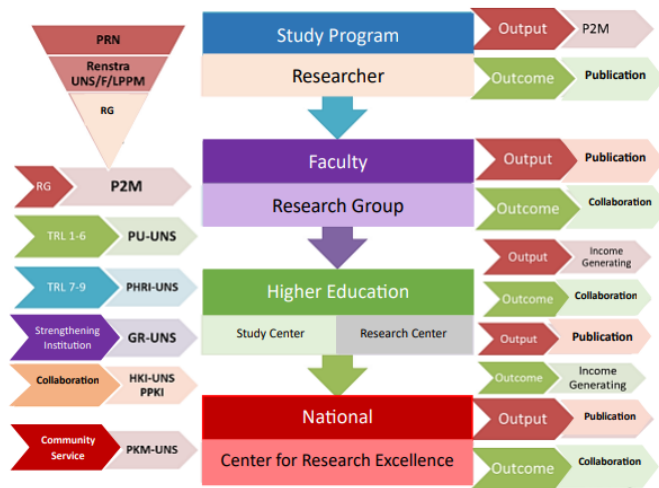 PRN
Renstra
UNS/F/LPPM
RG
RG
P2M
TRL 1-6
PU-UNS
TRL 7-9
PHRI-UNS
Strengthening
Institution
GR-UNS
Collaboration
HKI-UNS
PPKI
Community
Service
PKM-UNS
Study Program
Researcher
Faculty
Research Group
Higher Education
Study Center
Research Center
National
Center for Research Excellence
Output
P2M
Outcome
Publication
Output
Publication
Outcome
Collaboration
Output
Income
Generating
Outcome
Collaboration
Output
Publication
Outcome
Income
Generating
Output
Publication
Outcome
Collaboration